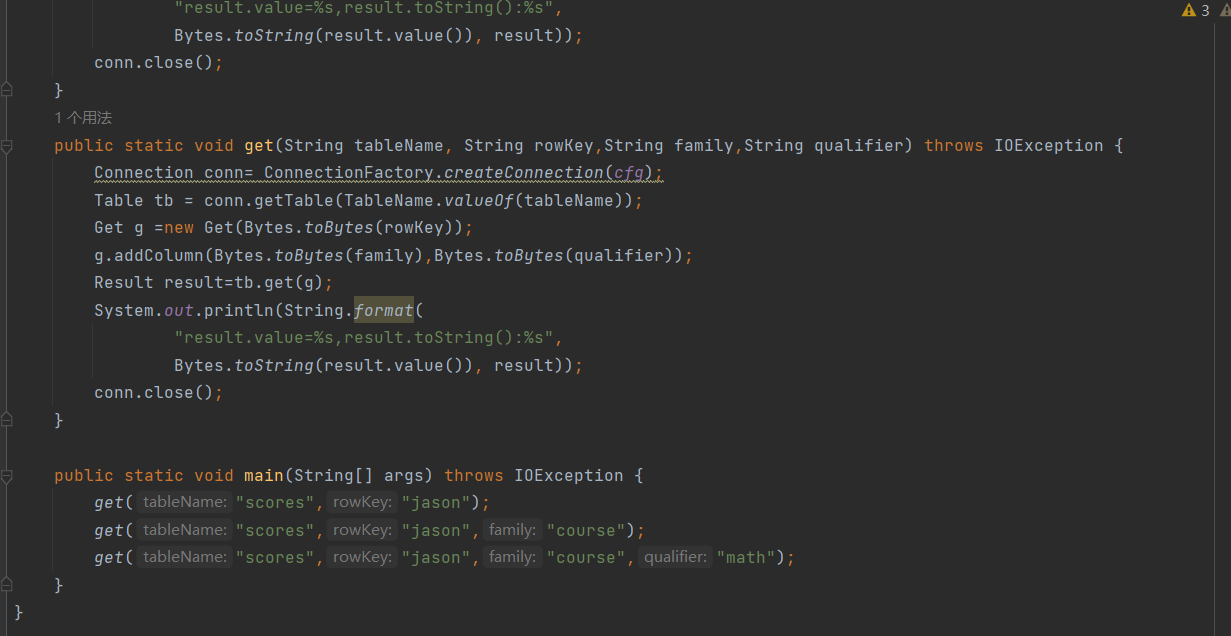 "result.value=%s,result.toString():%s",
Bytes.toString(result.value()), result));
conn.close();
}
1 个用法
public static void get(String tableName, String rowKey,String family,String qualifier) throws IOException {
Connection conn= ConnectionFactory.createConnection(cfg);
Table tb = conn.getTable(TableName.valueOf(tableName));
Get g =new Get(Bytes.toBytes(rowKey));
g.addColumn(Bytes.toBytes(family),Bytes.toBytes(qualifier));
Result result=tb.get(g);
System.out.println(String.format(
"result.value=%s,result.toString():%s",
Bytes.toString(result.value()), result));
conn.close();
}
public static void main(String[] args) throws IOException {
get( tableName: "scores", rowKey: "jason");
get( tableName: "scores", rowKey: "jason", family: "course");
get( tableName: "scores", rowKey: "jason", family: "course", qualifier: "math");
}
}
3